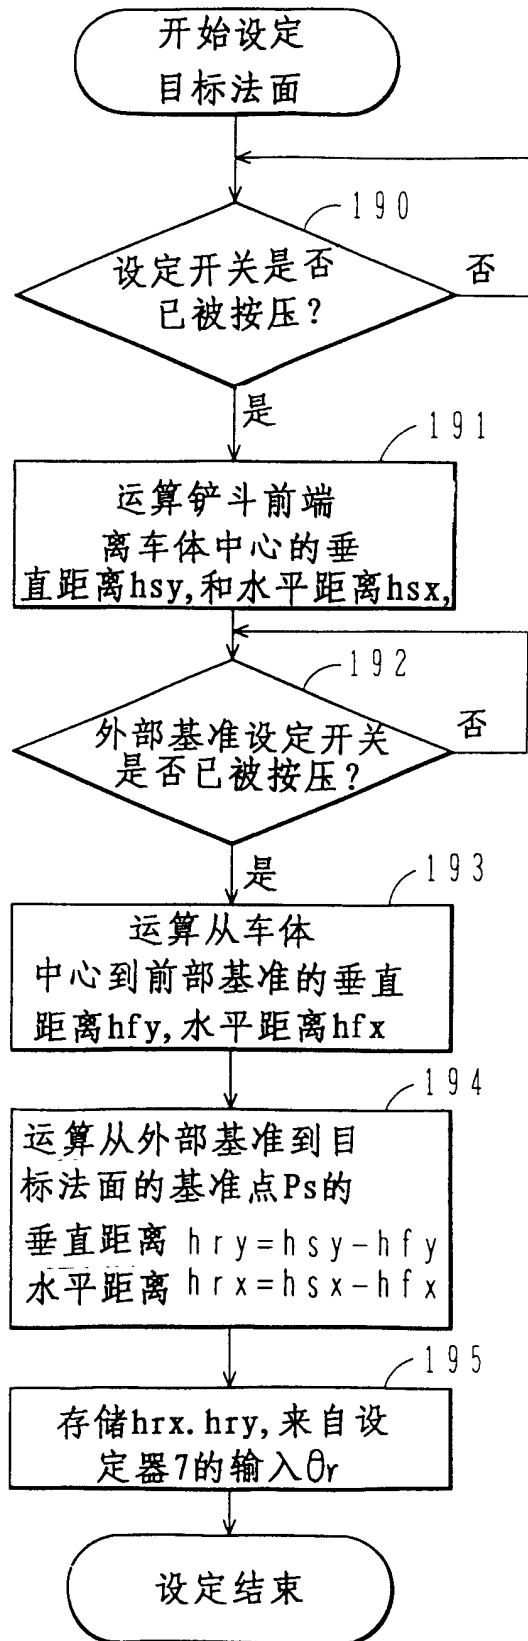 开始设定
目标法面
190
设定开关是否
已被按压?
否
是
191
运算铲斗前端
离车体中心的垂
直距离hsy,和水平距离hsx,
192
外部基准设定开关
是否已被按压?
否
是
193
运算从车体
中心到前部基准的垂直
距离hfy,水平距离hfx
194
运算从外部基准到目
标法面的基准点Ps的
垂直距离 hry=hsy-hfy
水平距离 hrx=hsx-hfx
195
存储hrx.hry,来自设
定器7的输入θr
设定结束